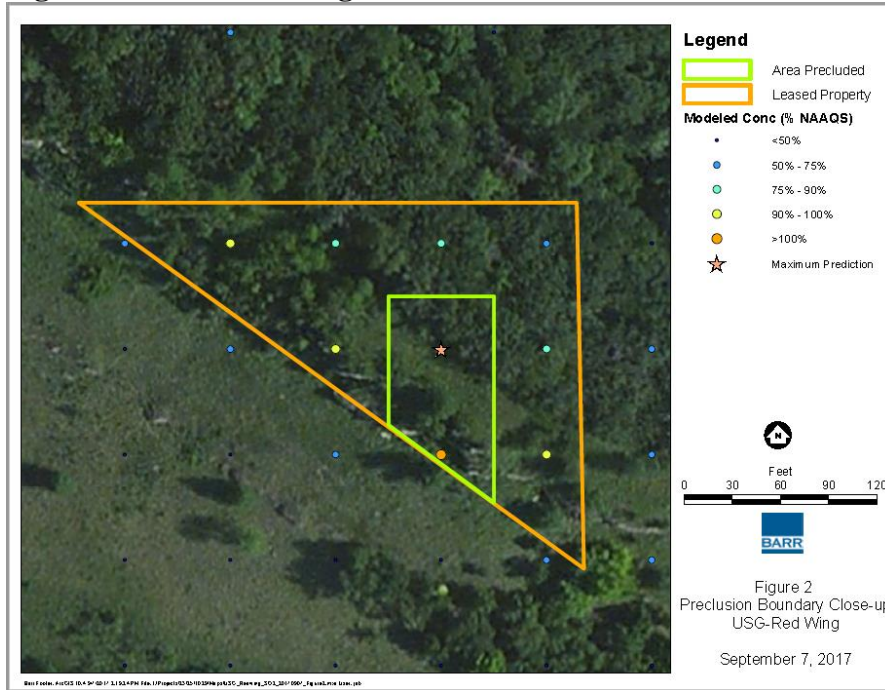 Legend
Area Precluded
Leased Property
Modeled Conc (% NAAQS)
<50%
50% - 75%
75% - 90%
90% - 100%
>100%
Maximum Prediction
N
Feet
0 30 60 90 120
BARR
Figure 2
Preclusion Boundary Close-up
USG-Red Wing
September 7, 2017